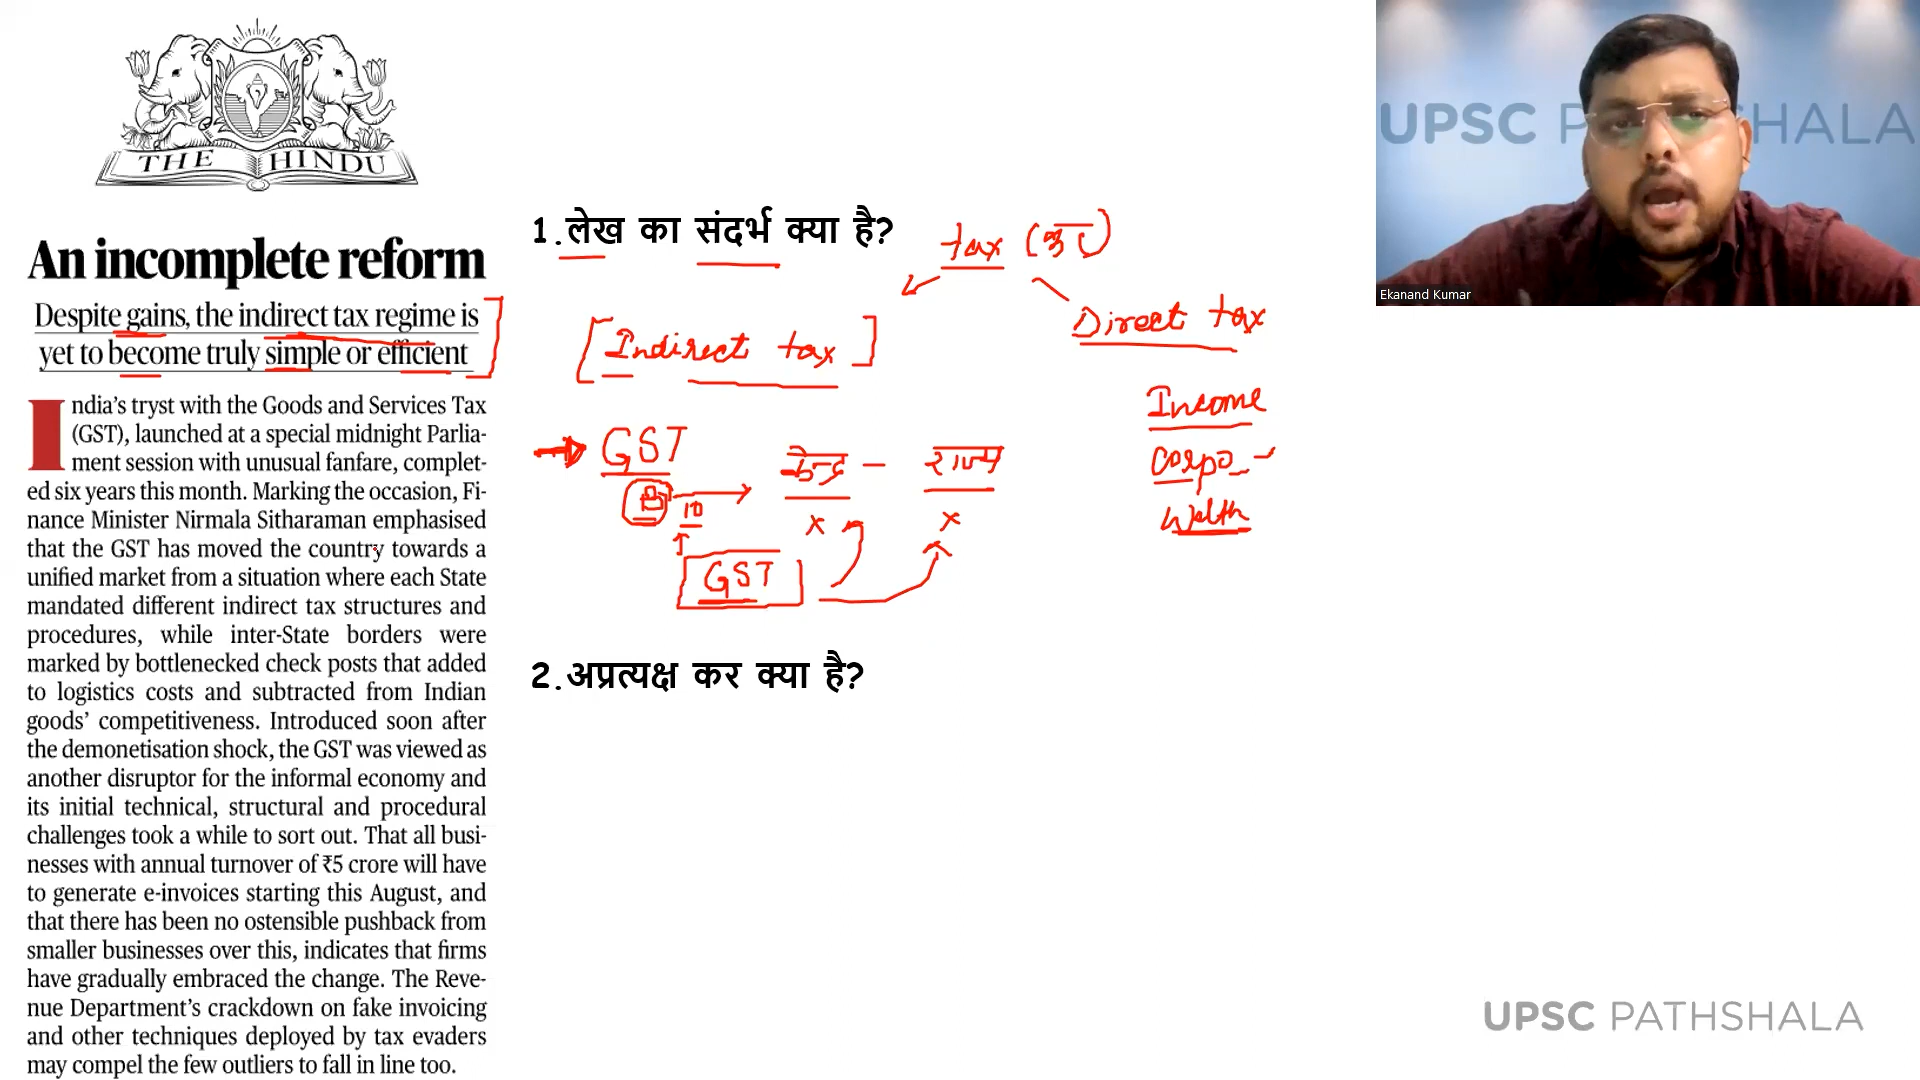 THE HINDU
An incomplete reform
Despite gains, the indirect tax regime is
yet to become truly simple or efficient
India's tryst with the Goods and Services Tax
(GST), launched at a special midnight Parlia-
ment session with unusual fanfare, complet-
ed six years this month. Marking the occasion, Fi-
nance Minister Nirmala Sitharaman emphasised
that the GST has moved the country towards a
unified market from a situation where each State
mandated different indirect tax structures and
procedures, while inter-State borders were
marked by bottlenecked check posts that added
to logistics costs and subtracted from Indian
goods' competitiveness. Introduced soon after
the demonetisation shock, the GST was viewed as
another disruptor for the informal economy and
its initial technical, structural and procedural
challenges took a while to sort out. That all busi-
nesses with annual turnover of ₹5 crore will have
to generate e-invoices starting this August, and
that there has been no ostensible pushback from
smaller businesses over this, indicates that firms
have gradually embraced the change. The Reve-
nue Department's crackdown on fake invoicing
and other techniques deployed by tax evaders
may compel the few outliers to fall in line too.
1.लेख का संदर्भ क्या है?
tax (कर)
[Indirect tax]
Direct tax
Income
GST
केन्द्र – राज्य
Corpo
10
x x
Welth
GST
2.अप्रत्यक्ष कर क्या है?
UPSC PATHSHALA
Ekanand Kumar
UPSC PATHSHALA